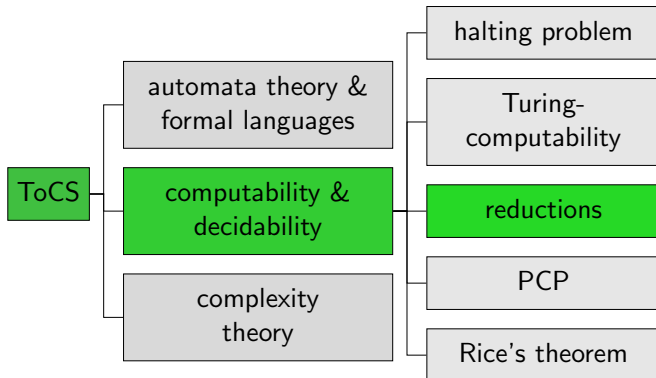 ToCS
automata theory &
formal languages
computability &
decidability
complexity
theory
halting problem
Turing-
computability
reductions
PCP
Rice's theorem